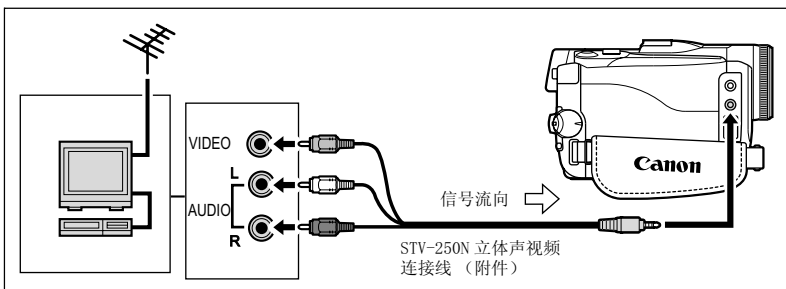 VIDEO
L
AUDIO
R
Canon
信号流向
STV-250N 立体声视频
连接线 （附件）